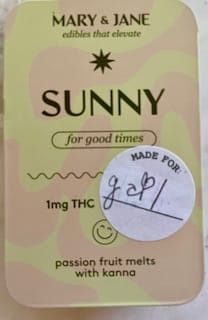 MARY & JANE
edibles that elevate
SUNNY
for good times
MADE FOR:
1mg THC
passion fruit melts
with kanna